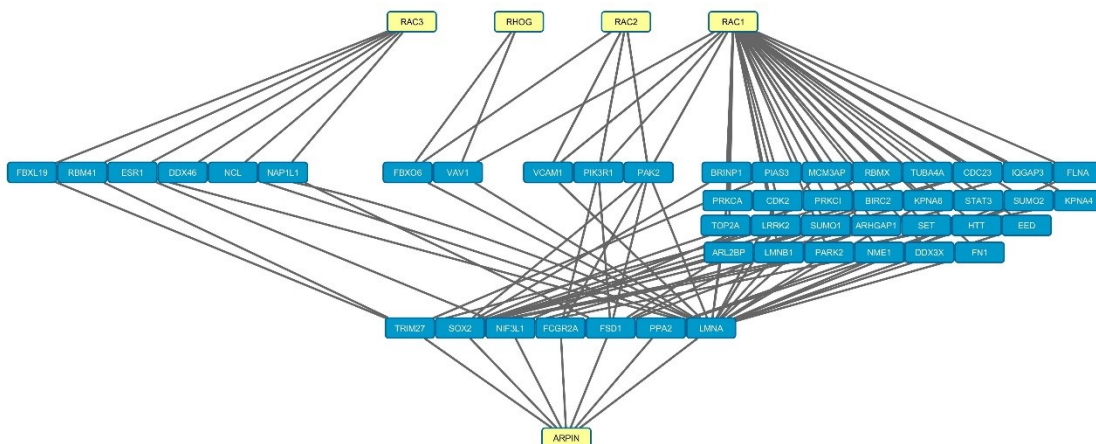 RAC3 RHOG RAC2 RAC1
FBXL19 RBM41 ESR1 DDX46 NCL NAP1L1 FBXO6 VAV1 VCAM1 PIK3R1 PAK2 BRINP1 PIAS3 MCM3AP RBMX TUBA4A CDC23 IQGAP3 FLNA
PRKCA CDK2 PRKCI BIRC2 KPNA6 STAT3 SUMO2 KPNA4
TOP2A LRRK2 SUMO1 ARHGAP1 SET HTT EED
ARL2BP LMNB1 PARK2 NME1 DDX3X FN1
TRIM27 SOX2 NIF3L1 FCGR2A FSD1 PPA2 LMNA
ARPIN